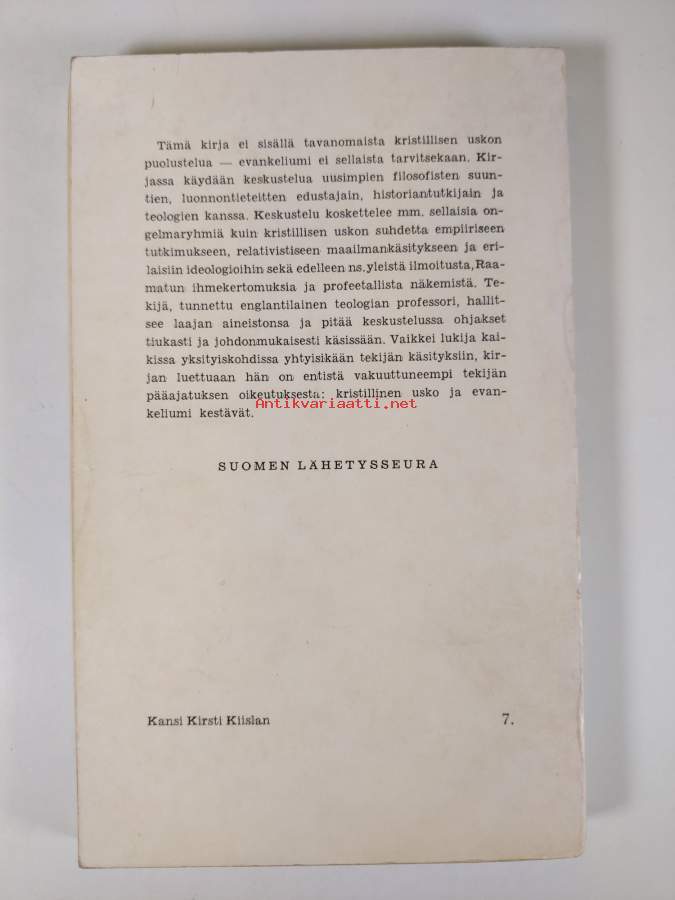 Tämä kirja ei sisällä tavanomaista kristillisen uskon
puolustelua — evankeliumi ei sellaista tarvitsekaan. Kir-
jassa käydään keskustelua uusimpien filosofisten suun-
tien, luonnontieteitten edustajain, historiantutkijain ja
teologien kanssa. Keskustelu koskettelee mm. sellaisia on-
gelmaryhmiä kuin kristillisen uskon suhdetta empiiriseen
tutkimukseen, relativistiseen maailmankäsitykseen ja eri-
laisiin ideologioihin sekä edelleen ns. yleistä ilmoitusta, Raa-
matun ihmekertomuksia ja profeetallista näkemistä. Te-
kijä, tunnettu englantilainen teologian professori, hallit-
see laajan aineistonsa ja pitää keskustelussa ohjakset
tiukasti ja johdonmukaisesti käsissään. Vaikkei lukija kai-
kissa yksityiskohdissa yhtyisikään tekijän käsityksiin, kir-
jan luettuaan hän on entistä vakuuttuneempi tekijän
pääajatuksen oikeutuksesta: kristillinen usko ja evan-
Antikvariaatti.net
keliumi kestävät.
SUOMEN LÄHETYSSEURA
Kansi Kirsti Kiislan
7.